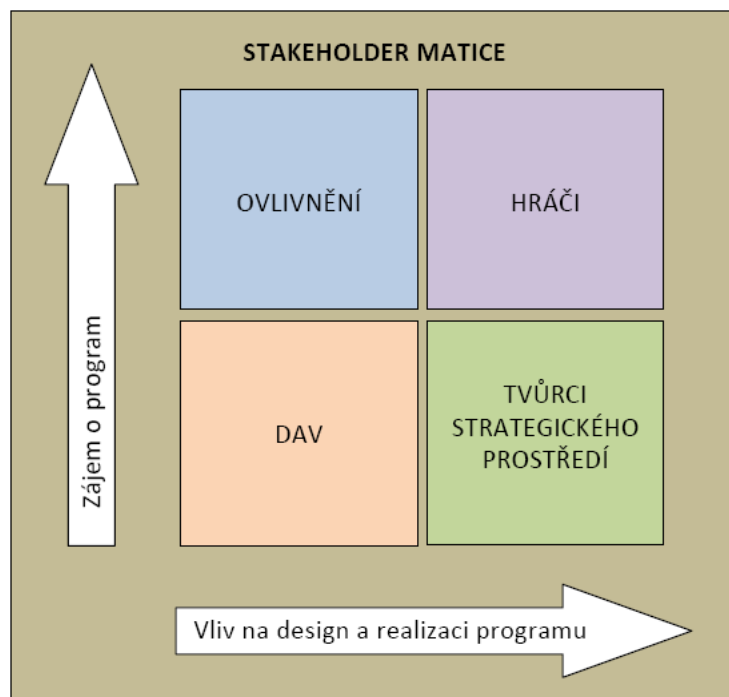 STAKEHOLDER MATICE
OVLIVNĚNÍ
HRÁČI
Zájem o program
DAV
TVŮRCI
STRATEGICKÉHO
PROSTŘEDÍ
Vliv na design a realizaci programu